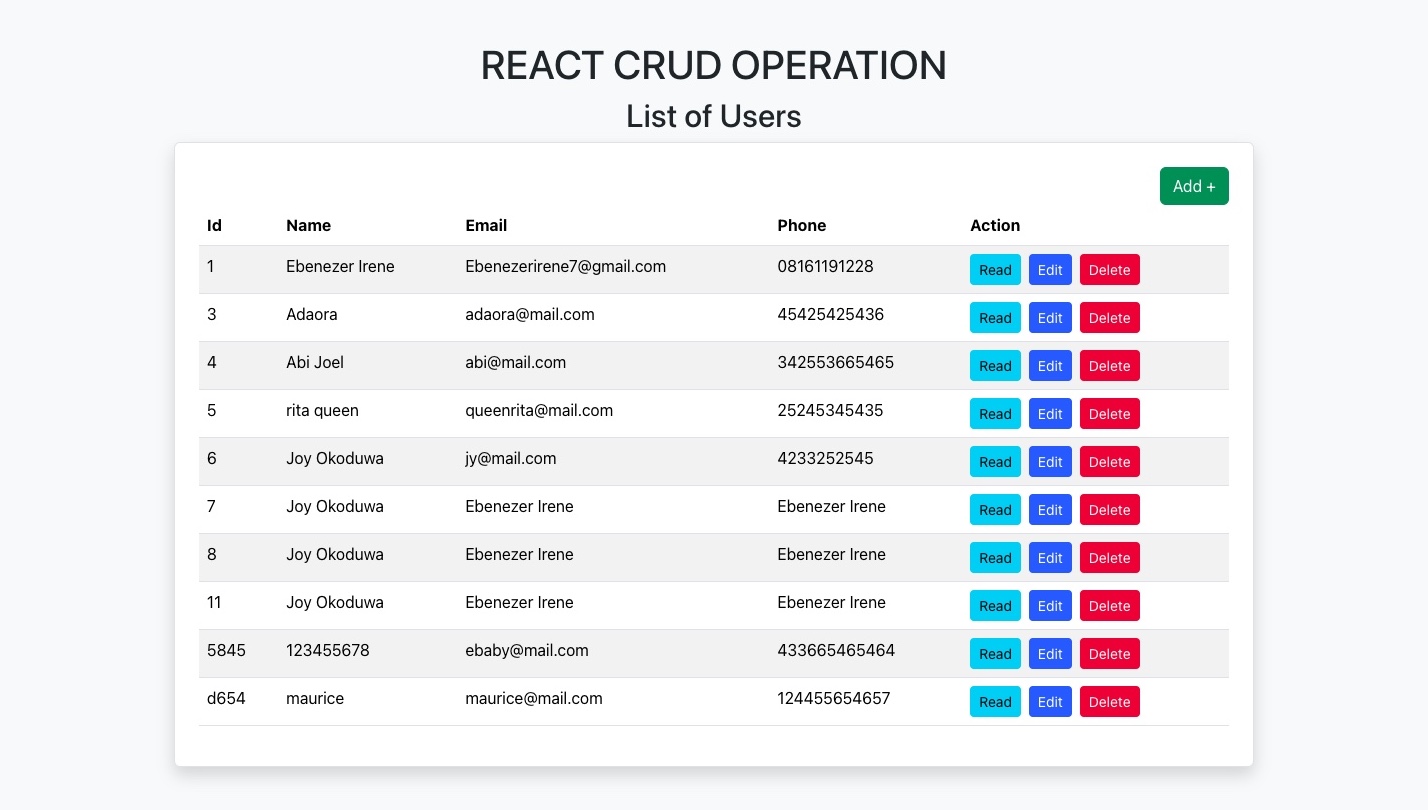 REACT CRUD OPERATION
List of Users
Add +
Id Name Email Phone Action
1 Ebenezer Irene Ebenezerirene7@gmail.com 08161191228 Read Edit Delete
3 Adaora adaora@mail.com 45425425436 Read Edit Delete
4 Abi Joel abi@mail.com 342553665465 Read Edit Delete
5 rita queen queenrita@mail.com 25245345435 Read Edit Delete
6 Joy Okoduwa jy@mail.com 4233252545 Read Edit Delete
7 Joy Okoduwa Ebenezer Irene Ebenezer Irene Read Edit Delete
8 Joy Okoduwa Ebenezer Irene Ebenezer Irene Read Edit Delete
11 Joy Okoduwa Ebenezer Irene Ebenezer Irene Read Edit Delete
5845 123455678 ebaby@mail.com 433665465464 Read Edit Delete
d654 maurice maurice@mail.com 124455654657 Read Edit Delete